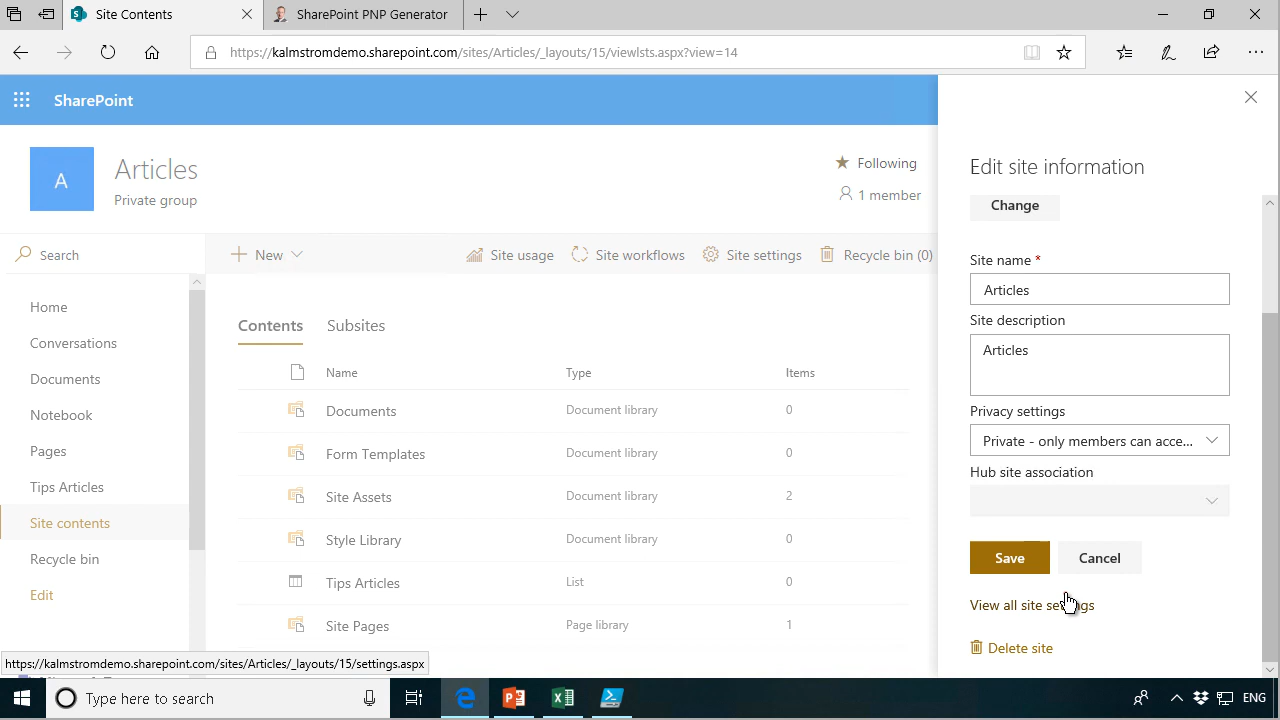 Site Contents
SharePoint PNP Generator
https://kalmstromdemo.sharepoint.com/sites/Articles/_layouts/15/viewlsts.aspx?view=14
SharePoint
A
Articles
Private group
Following
1 member
Search
New
Site usage
Site workflows
Site settings
Recycle bin (0)
Home
Conversations
Documents
Notebook
Pages
Tips Articles
Site contents
Recycle bin
Edit
Contents
Subsites
Name Type Items
Documents Document library 0
Form Templates Document library 0
Site Assets Document library 2
Style Library Document library 0
Tips Articles List 0
Site Pages Page library 1
Edit site information
Change
Site name *
Articles
Site description
Articles
Privacy settings
Private - only members can acce...
Hub site association
Save
Cancel
View all site settings
Delete site
https://kalmstromdemo.sharepoint.com/sites/Articles/_layouts/15/settings.aspx
Type here to search
ENG